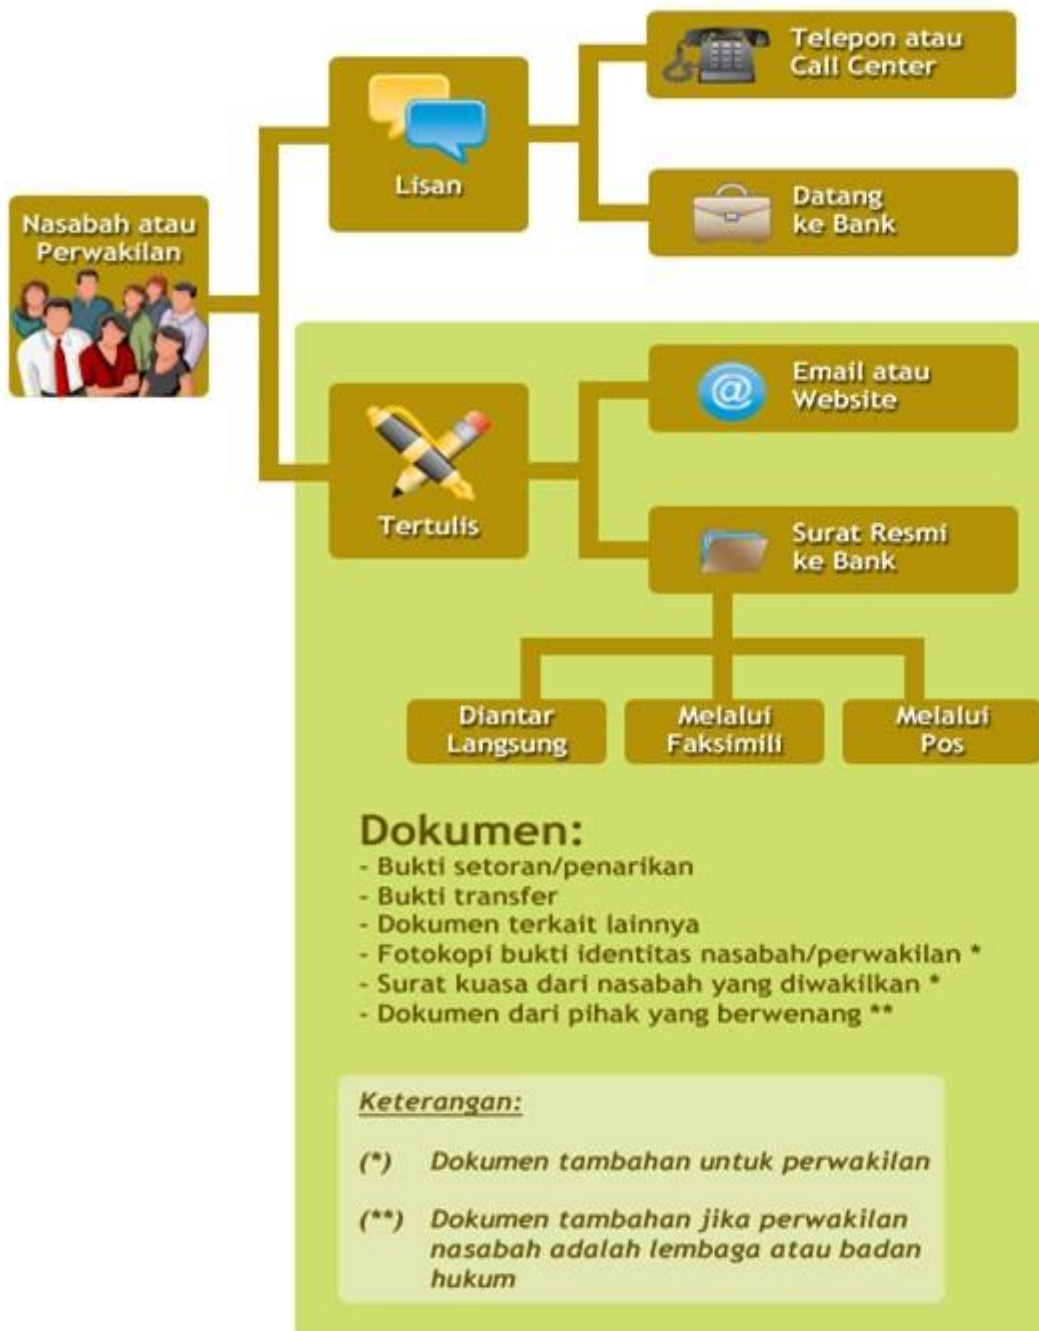 Telepon atau
Call Center
Lisan
Datang
ke Bank
Nasabah atau
Perwakilan
Email atau
Website
Tertulis
Surat Resmi
ke Bank
Diantar
Langsung
Melalui
Faksimili
Melalui
Pos
Dokumen:
- Bukti setoran/penarikan
- Bukti transfer
- Dokumen terkait lainnya
- Fotokopi bukti identitas nasabah/perwakilan *
- Surat kuasa dari nasabah yang diwakilkan *
- Dokumen dari pihak yang berwenang **
Keterangan:
(*) Dokumen tambahan untuk perwakilan
(**) Dokumen tambahan jika perwakilan
nasabah adalah lembaga atau badan
hukum